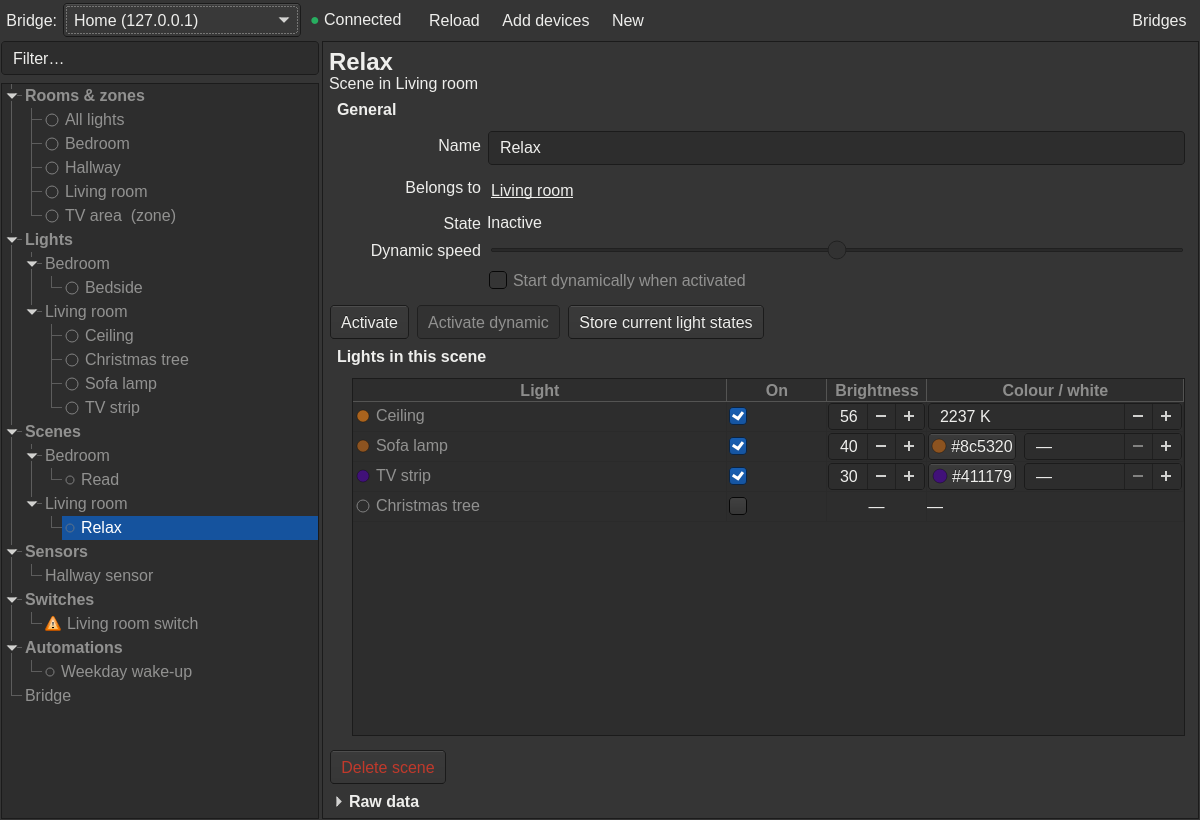 Bridge: Home (127.0.0.1) Connected Reload Add devices New Bridges
Filter…
Rooms & zones
All lights
Bedroom
Hallway
Living room
TV area (zone)
Lights
Bedroom
Bedside
Living room
Ceiling
Christmas tree
Sofa lamp
TV strip
Scenes
Bedroom
Read
Living room
Relax
Sensors
Hallway sensor
Switches
Living room switch
Automations
Weekday wake-up
Bridge
Relax
Scene in Living room
General
Name Relax
Belongs to Living room
State Inactive
Dynamic speed
Start dynamically when activated
Activate Activate dynamic Store current light states
Lights in this scene
Light On Brightness Colour / white
Ceiling 56 − + 2237 K − +
Sofa lamp 40 − + #8c5320 — − +
TV strip 30 − + #411179 — − +
Christmas tree — —
Delete scene
Raw data